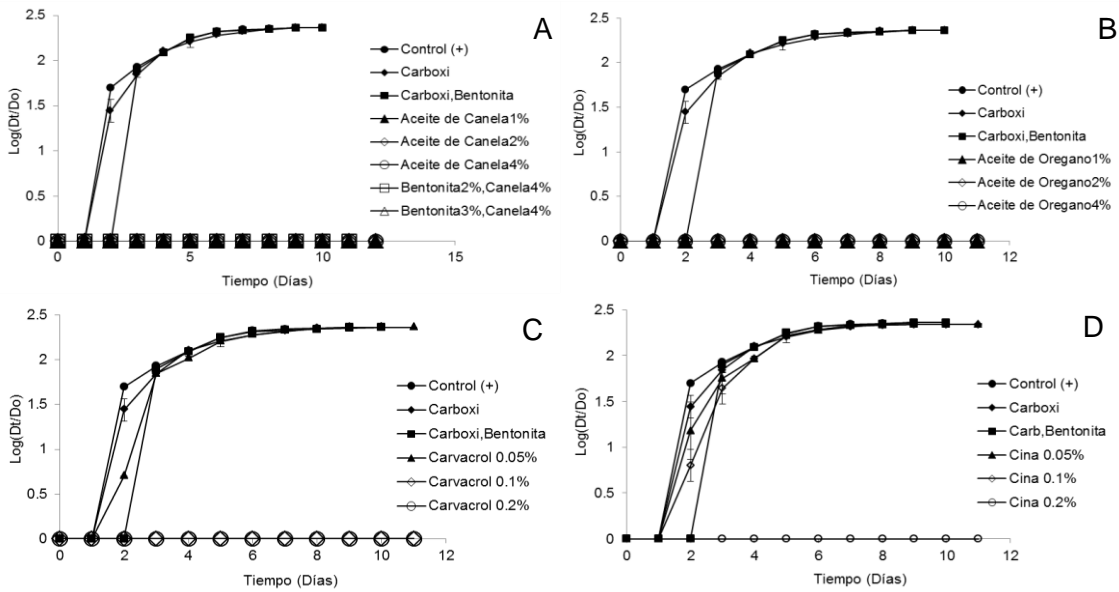 A
Log(Dt/Do)
2.5
2
1.5
1
0.5
0
0
5
10
15
Tiempo (Días)
Control (+)
Carboxi
Carboxi,Bentonita
Aceite de Canela1%
Aceite de Canela2%
Aceite de Canela4%
Bentonita2%,Canela4%
Bentonita3%,Canela4%
B
Log(Dt/Do)
2.5
2
1.5
1
0.5
0
0
2
4
6
8
10
12
Tiempo (Días)
Control (+)
Carboxi
Carboxi,Bentonita
Aceite de Oregano1%
Aceite de Oregano2%
Aceite de Oregano4%
C
Log(Dt/Do)
2.5
2
1.5
1
0.5
0
0
2
4
6
8
10
12
Tiempo (Días)
Control (+)
Carboxi
Carboxi,Bentonita
Carvacrol 0.05%
Carvacrol 0.1%
Carvacrol 0.2%
D
Log(Dt/Do)
2.5
2
1.5
1
0.5
0
0
2
4
6
8
10
12
Tiempo (Días)
Control (+)
Carboxi
Carb,Bentonita
Cina 0.05%
Cina 0.1%
Cina 0.2%